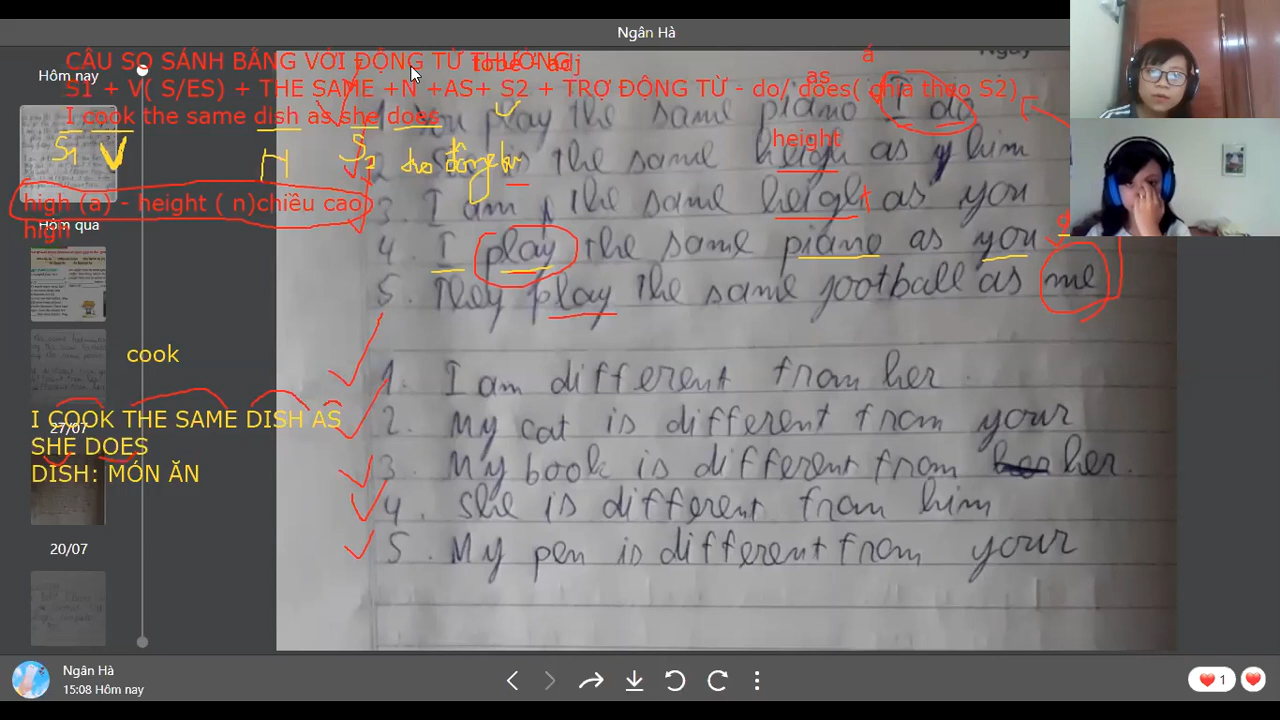 Ngân Hà
Hôm nay
CÂU SO SÁNH BẰNG VỚI ĐỘNG TỪ THƯỜNG
tobe - adj
S1 + V( S/ES) + THE SAME +N +AS+ S2 + TRỢ ĐỘNG TỪ - do/ does( chia theo S2)
as
á
I cook the same dish as she does
1. You play the same piano I do
height
S1 V N S2
2. is the same heigh as him
high (a) - height ( n)chiều cao
high
3. I am the same heigh t as you
Hôm qua
4. I play the same piano as you
5. They play the same football as me
cook
1. I am different from her
I COOK THE SAME DISH AS
SHE DOES
DISH: MÓN ĂN
27/07
2. My cat is different from your
3. My book is different from her.
4. She is different from him
5. My pen is different from your
20/07
Ngân Hà
15:08 Hôm nay
1